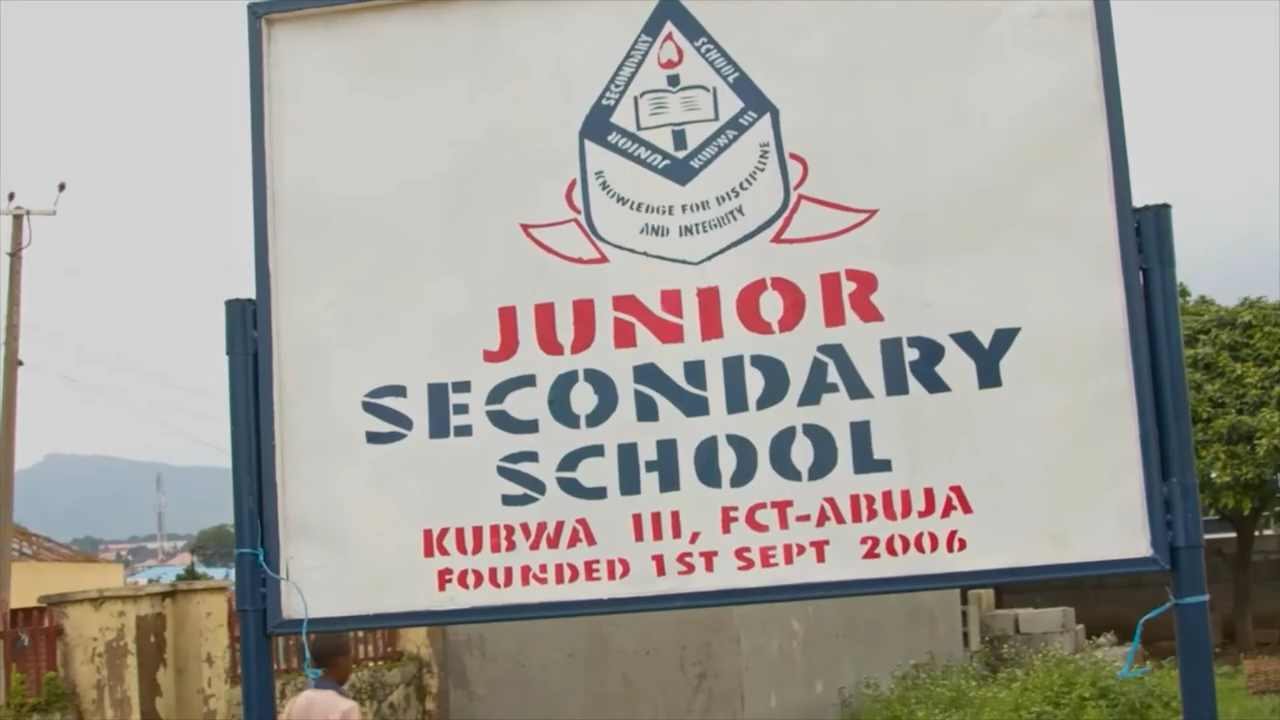 SECONDARY SCHOOL
JUNIOR KUBWA III
KNOWLEDGE FOR DISCIPLINE
AND INTEGRITY
JUNIOR
SECONDARY
SCHOOL
KUBWA III, FCT-ABUJA
FOUNDED 1ST SEPT 2006